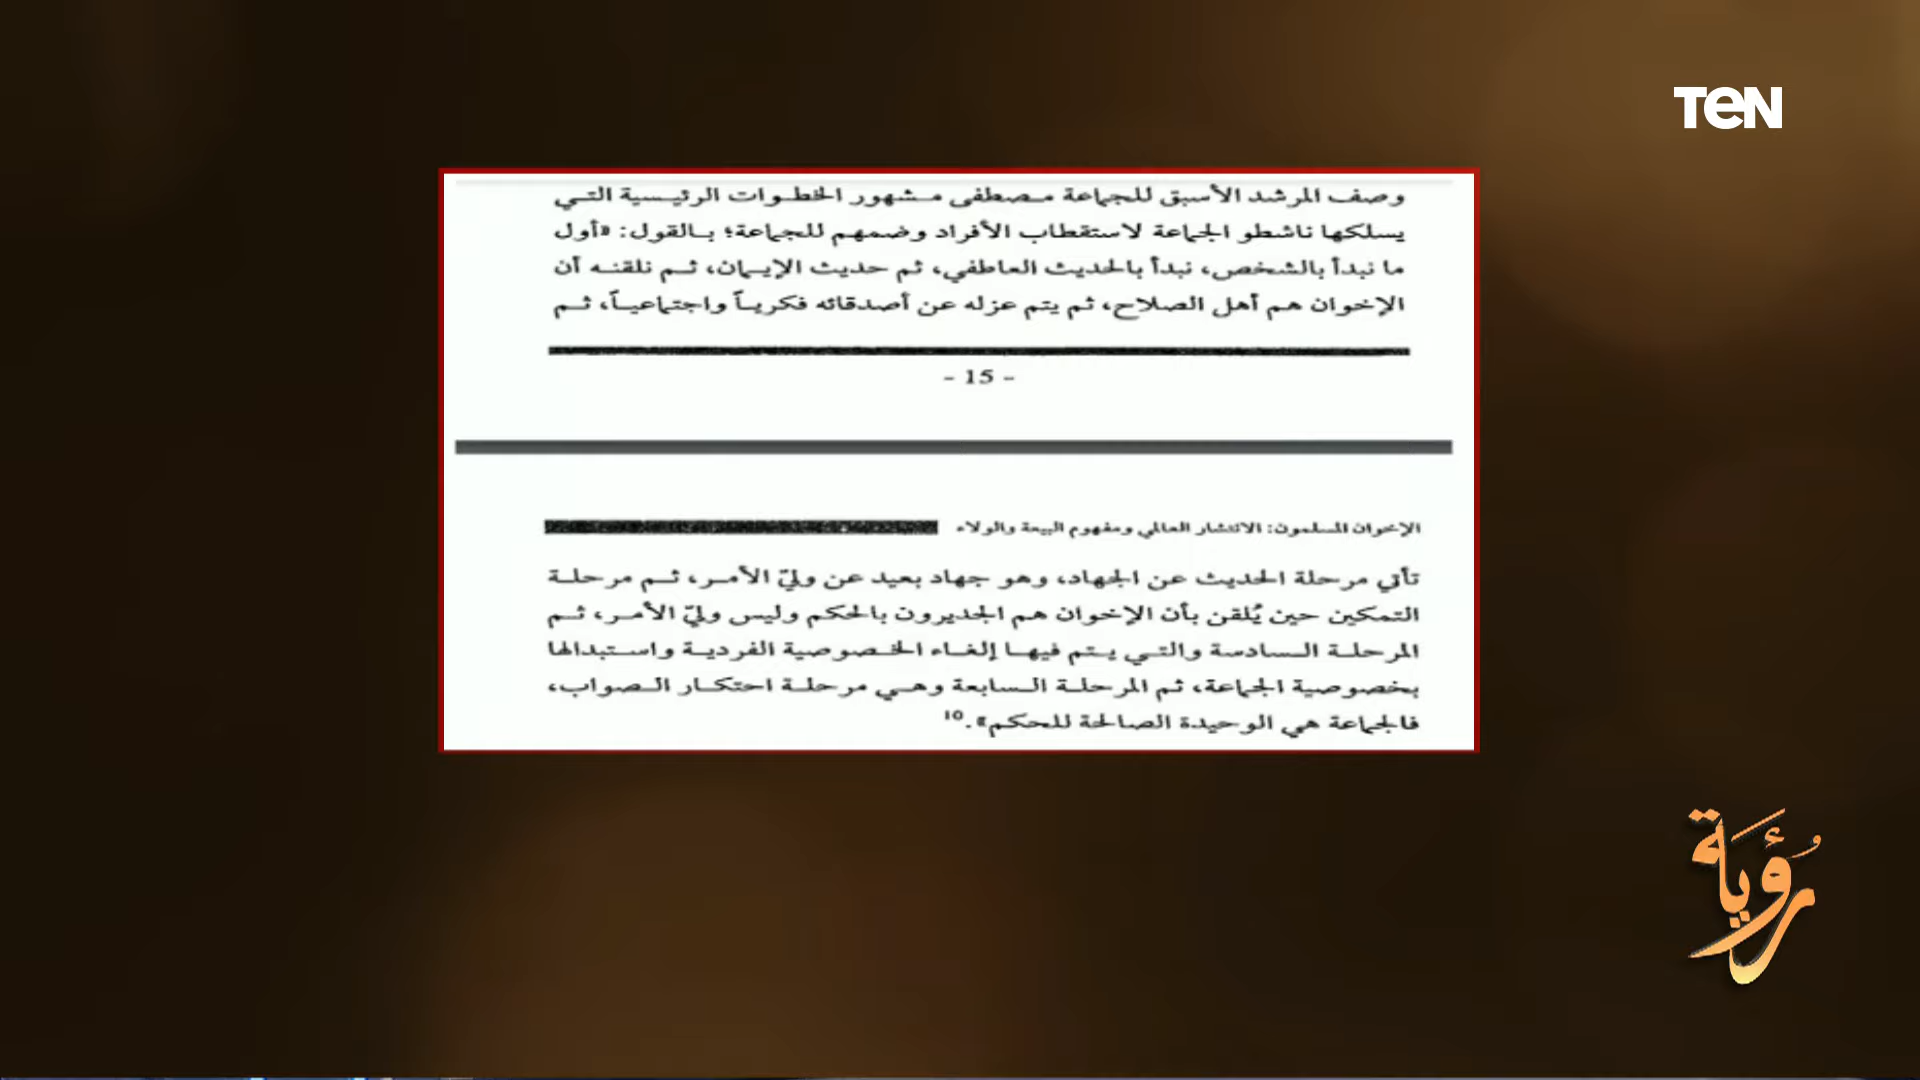 TeN
وصف المرشد الأسبق للجماعة مصطفى مشهور الخطوات الرئيسية التي
يسلكها ناشطو الجماعة لاستقطاب الأفراد وضمهم للجماعة؛ بالقول: «أول
ما نبدأ بالشخص، نبدأ بالحديث العاطفي، ثم حديث الإيمان، ثم نلقنه أن
الإخوان هم أهل الصلاح، ثم يتم عزله عن أصدقائه فكرياً واجتماعياً، ثم
- 15 -
الإخوان المسلمون: الانتشار العالمي ومفهوم البيعة والولاء
تأتي مرحلة الحديث عن الجهاد، وهو جهاد بعيد عن وليّ الأمر، ثم مرحلة
التمكين حين يُلقن بأن الإخوان هم الجديرون بالحكم وليس وليّ الأمر، ثم
المرحلة السادسة والتي يتم فيها إلغاء الخصوصية الفردية واستبدالها
بخصوصية الجماعة، ثم المرحلة السابعة وهي مرحلة احتكار الصواب،
فالجماعة هي الوحيدة الصالحة للحكم».10
رؤية